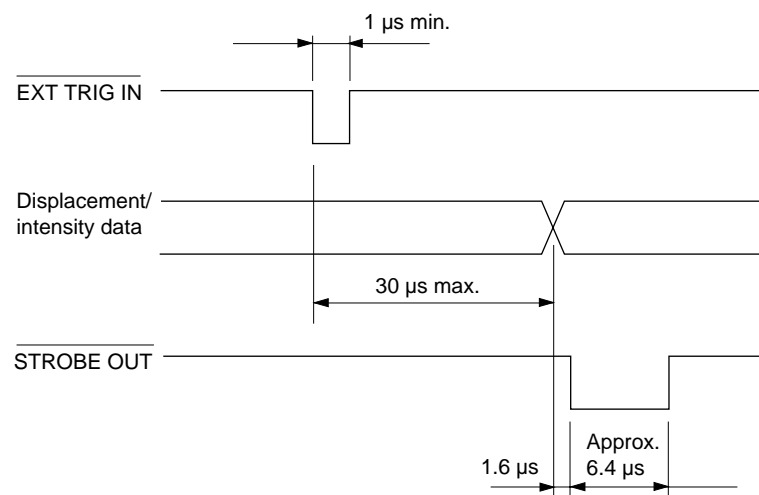 1 µs min.
EXT TRIG IN
Displacement/
intensity data
30 µs max.
STROBE OUT
1.6 µs
Approx.
6.4 µs